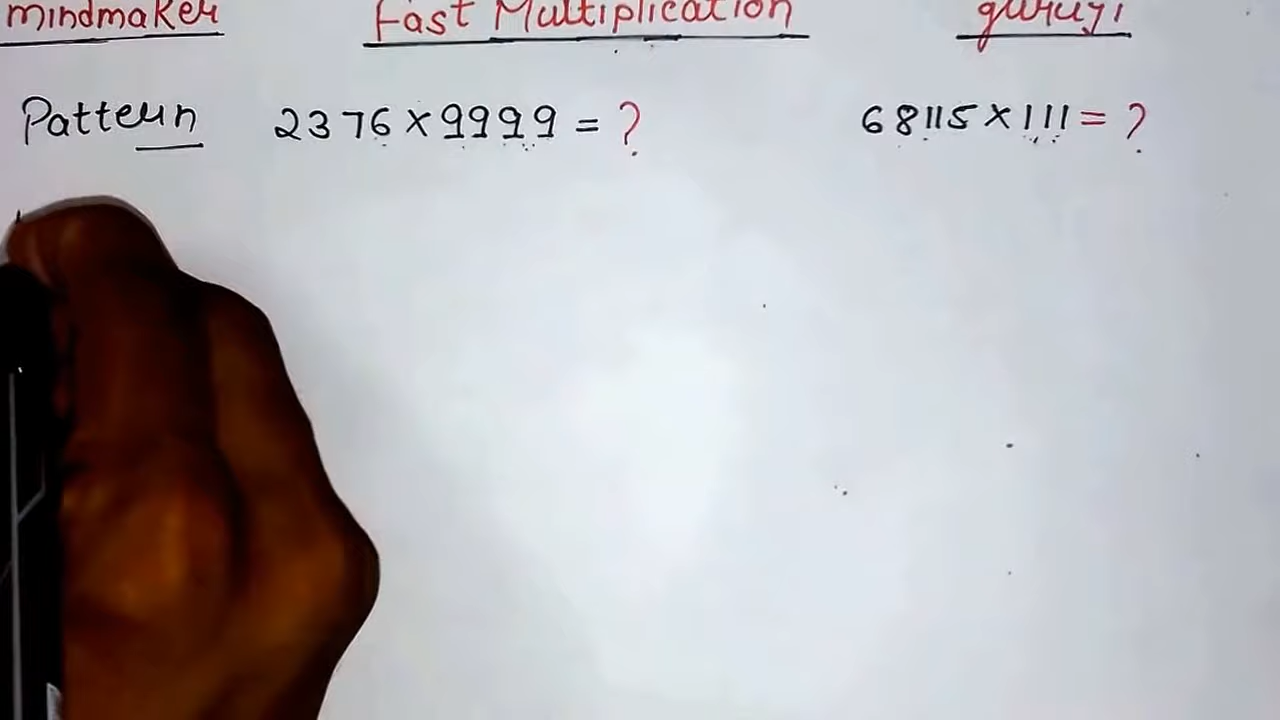 mindmaker Fast Multiplication guruji
Pattern 2376×9999 = ? 68115×111 = ?